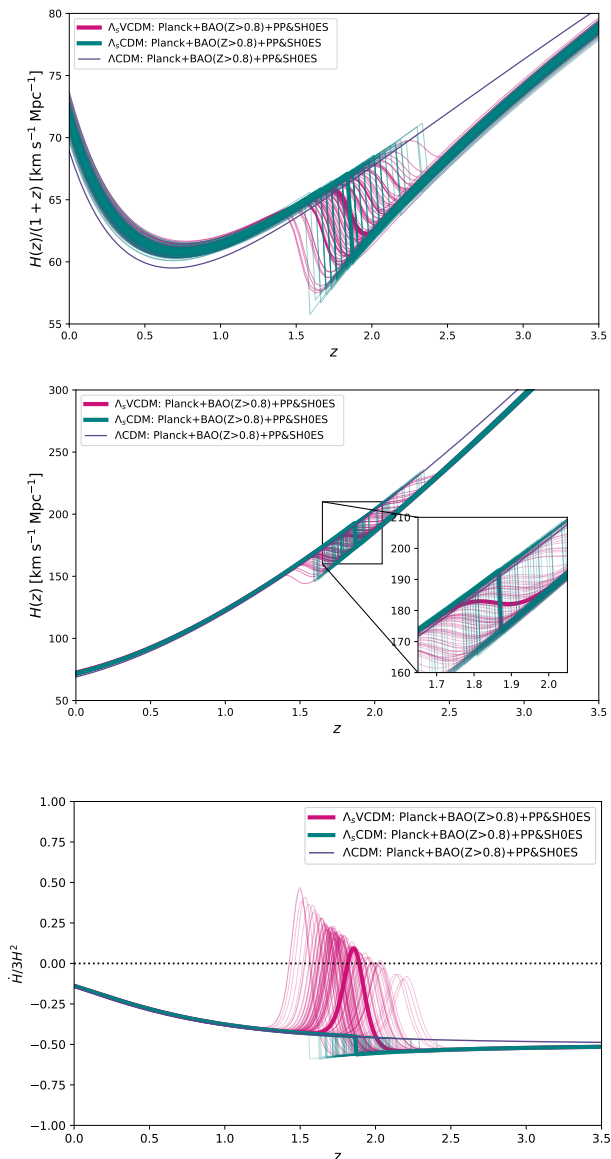 80
75
70
65
60
55
H(z)/(1 + z) [km s⁻¹ Mpc⁻¹]
ΛₛVCDM: Planck+BAO(Z>0.8)+PP&SH0ES
ΛₛCDM: Planck+BAO(Z>0.8)+PP&SH0ES
ΛCDM: Planck+BAO(Z>0.8)+PP&SH0ES
0.0 0.5 1.0 1.5 2.0 2.5 3.0 3.5
z
300
250
200
150
100
50
H(z) [km s⁻¹ Mpc⁻¹]
ΛₛVCDM: Planck+BAO(Z>0.8)+PP&SH0ES
ΛₛCDM: Planck+BAO(Z>0.8)+PP&SH0ES
ΛCDM: Planck+BAO(Z>0.8)+PP&SH0ES
210
200
190
180
170
160
1.7 1.8 1.9 2.0
0.0 0.5 1.0 1.5 2.0 2.5 3.0 3.5
z
1.00
0.75
0.50
0.25
0.00
−0.25
−0.50
−0.75
−1.00
Ḣ/3H²
ΛₛVCDM: Planck+BAO(Z>0.8)+PP&SH0ES
ΛₛCDM: Planck+BAO(Z>0.8)+PP&SH0ES
ΛCDM: Planck+BAO(Z>0.8)+PP&SH0ES
0.0 0.5 1.0 1.5 2.0 2.5 3.0 3.5
z